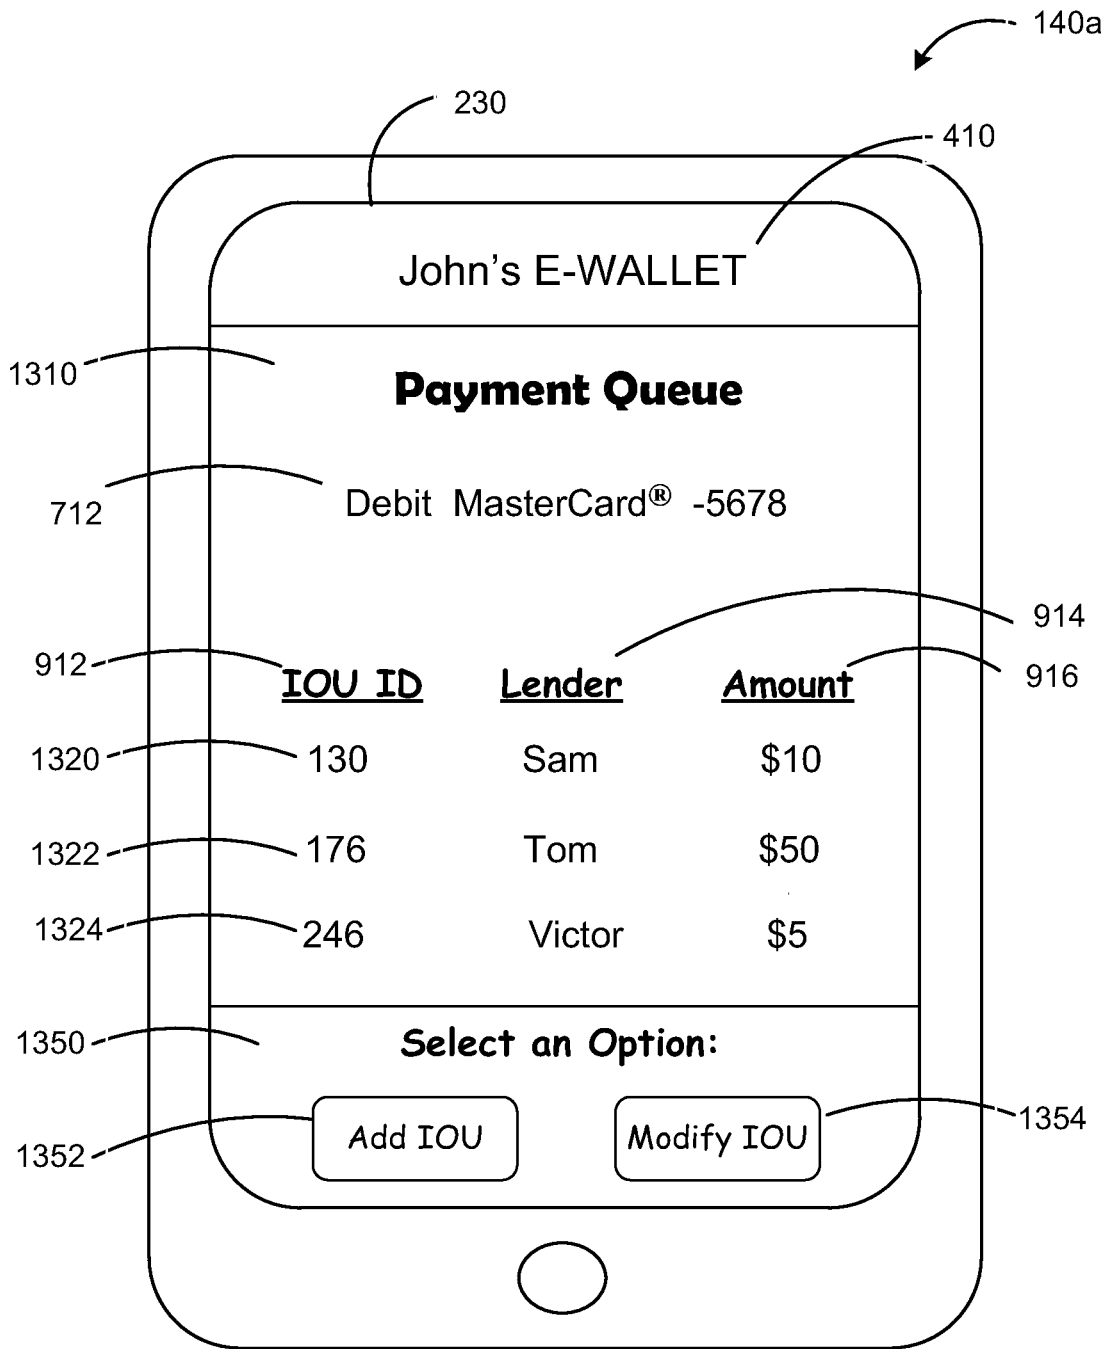 140a
230
410
John's E-WALLET
1310
Payment Queue
712
Debit MasterCard® -5678
914
912
916
IOU ID Lender Amount
1320 130 Sam $10
1322 176 Tom $50
1324 246 Victor $5
1350 Select an Option:
1352 Add IOU Modify IOU 1354